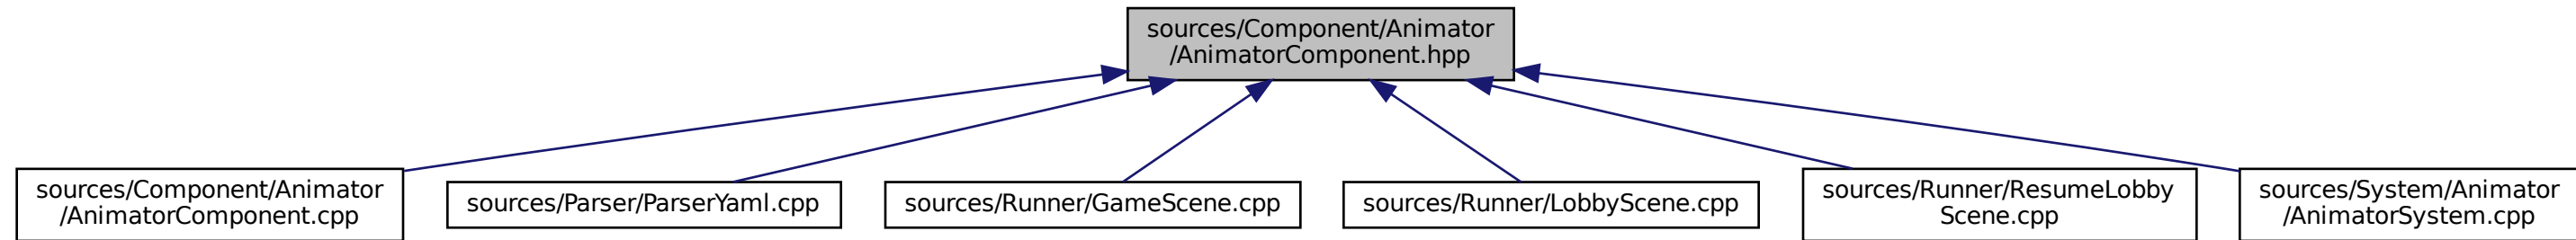 sources/Component/Animator
/AnimatorComponent.hpp
sources/Component/Animator
/AnimatorComponent.cpp
sources/Parser/ParserYaml.cpp
sources/Runner/GameScene.cpp
sources/Runner/LobbyScene.cpp
sources/Runner/ResumeLobby
Scene.cpp
sources/System/Animator
/AnimatorSystem.cpp